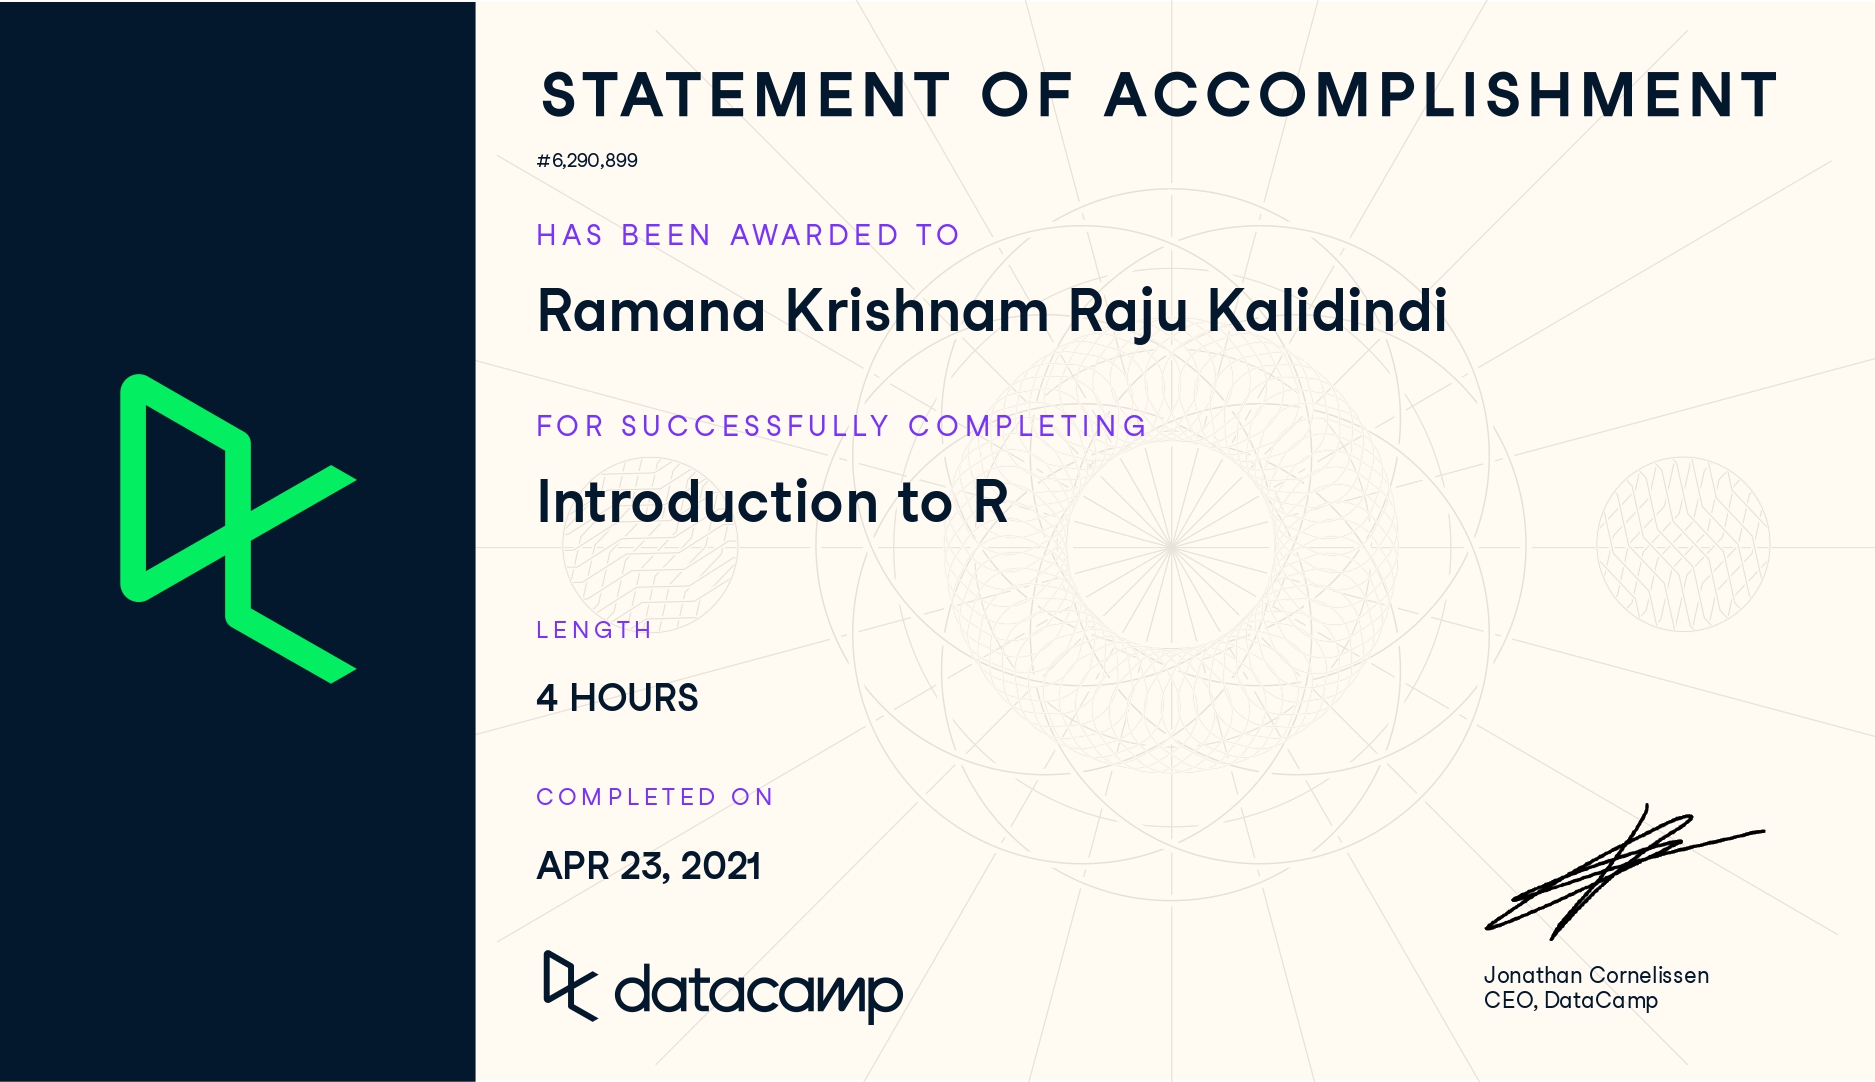 STATEMENT OF ACCOMPLISHMENT
#6,290,899
HAS BEEN AWARDED TO
Ramana Krishnam Raju Kalidindi
FOR SUCCESSFULLY COMPLETING
Introduction to R
LENGTH
4 HOURS
COMPLETED ON
APR 23, 2021
datacamp
Jonathan Cornelissen
CEO, DataCamp